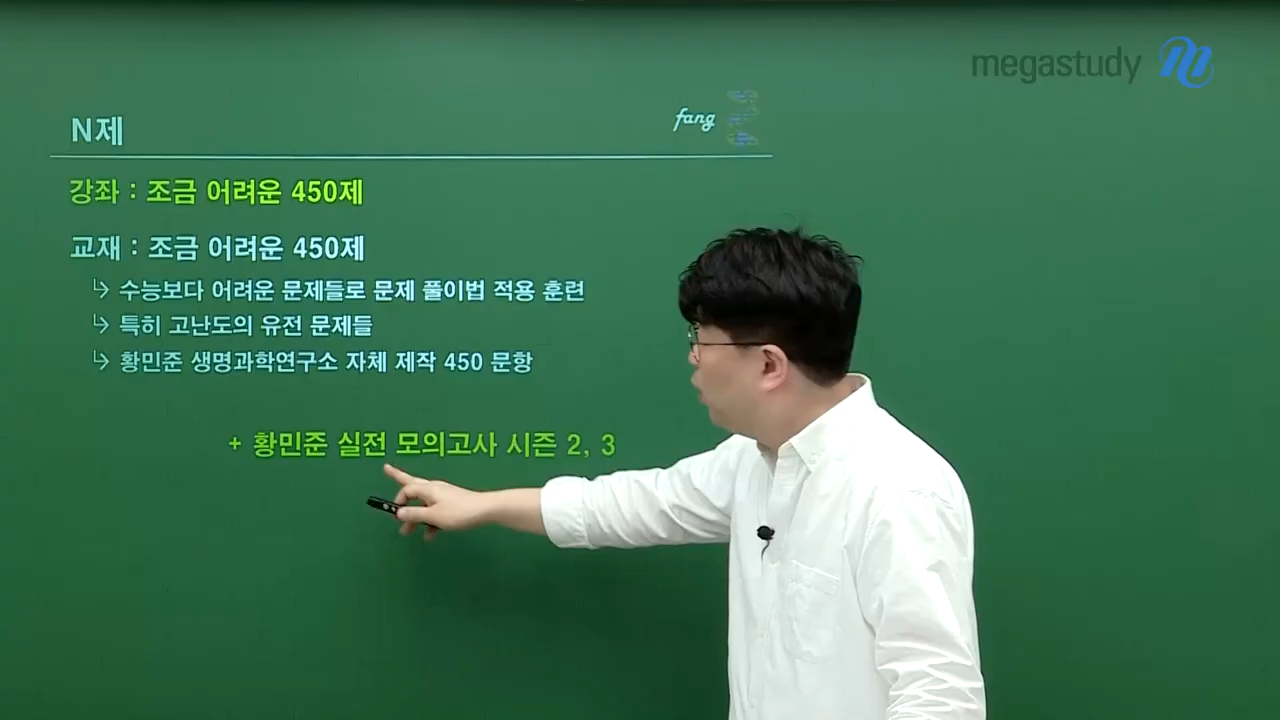 megastudy
N제
fang
강좌 : 조금 어려운 450제
교재 : 조금 어려운 450제
↳ 수능보다 어려운 문제들로 문제 풀이법 적용 훈련
↳ 특히 고난도의 유전 문제들
↳ 황민준 생명과학연구소 자체 제작 450 문항
+ 황민준 실전 모의고사 시즌 2, 3